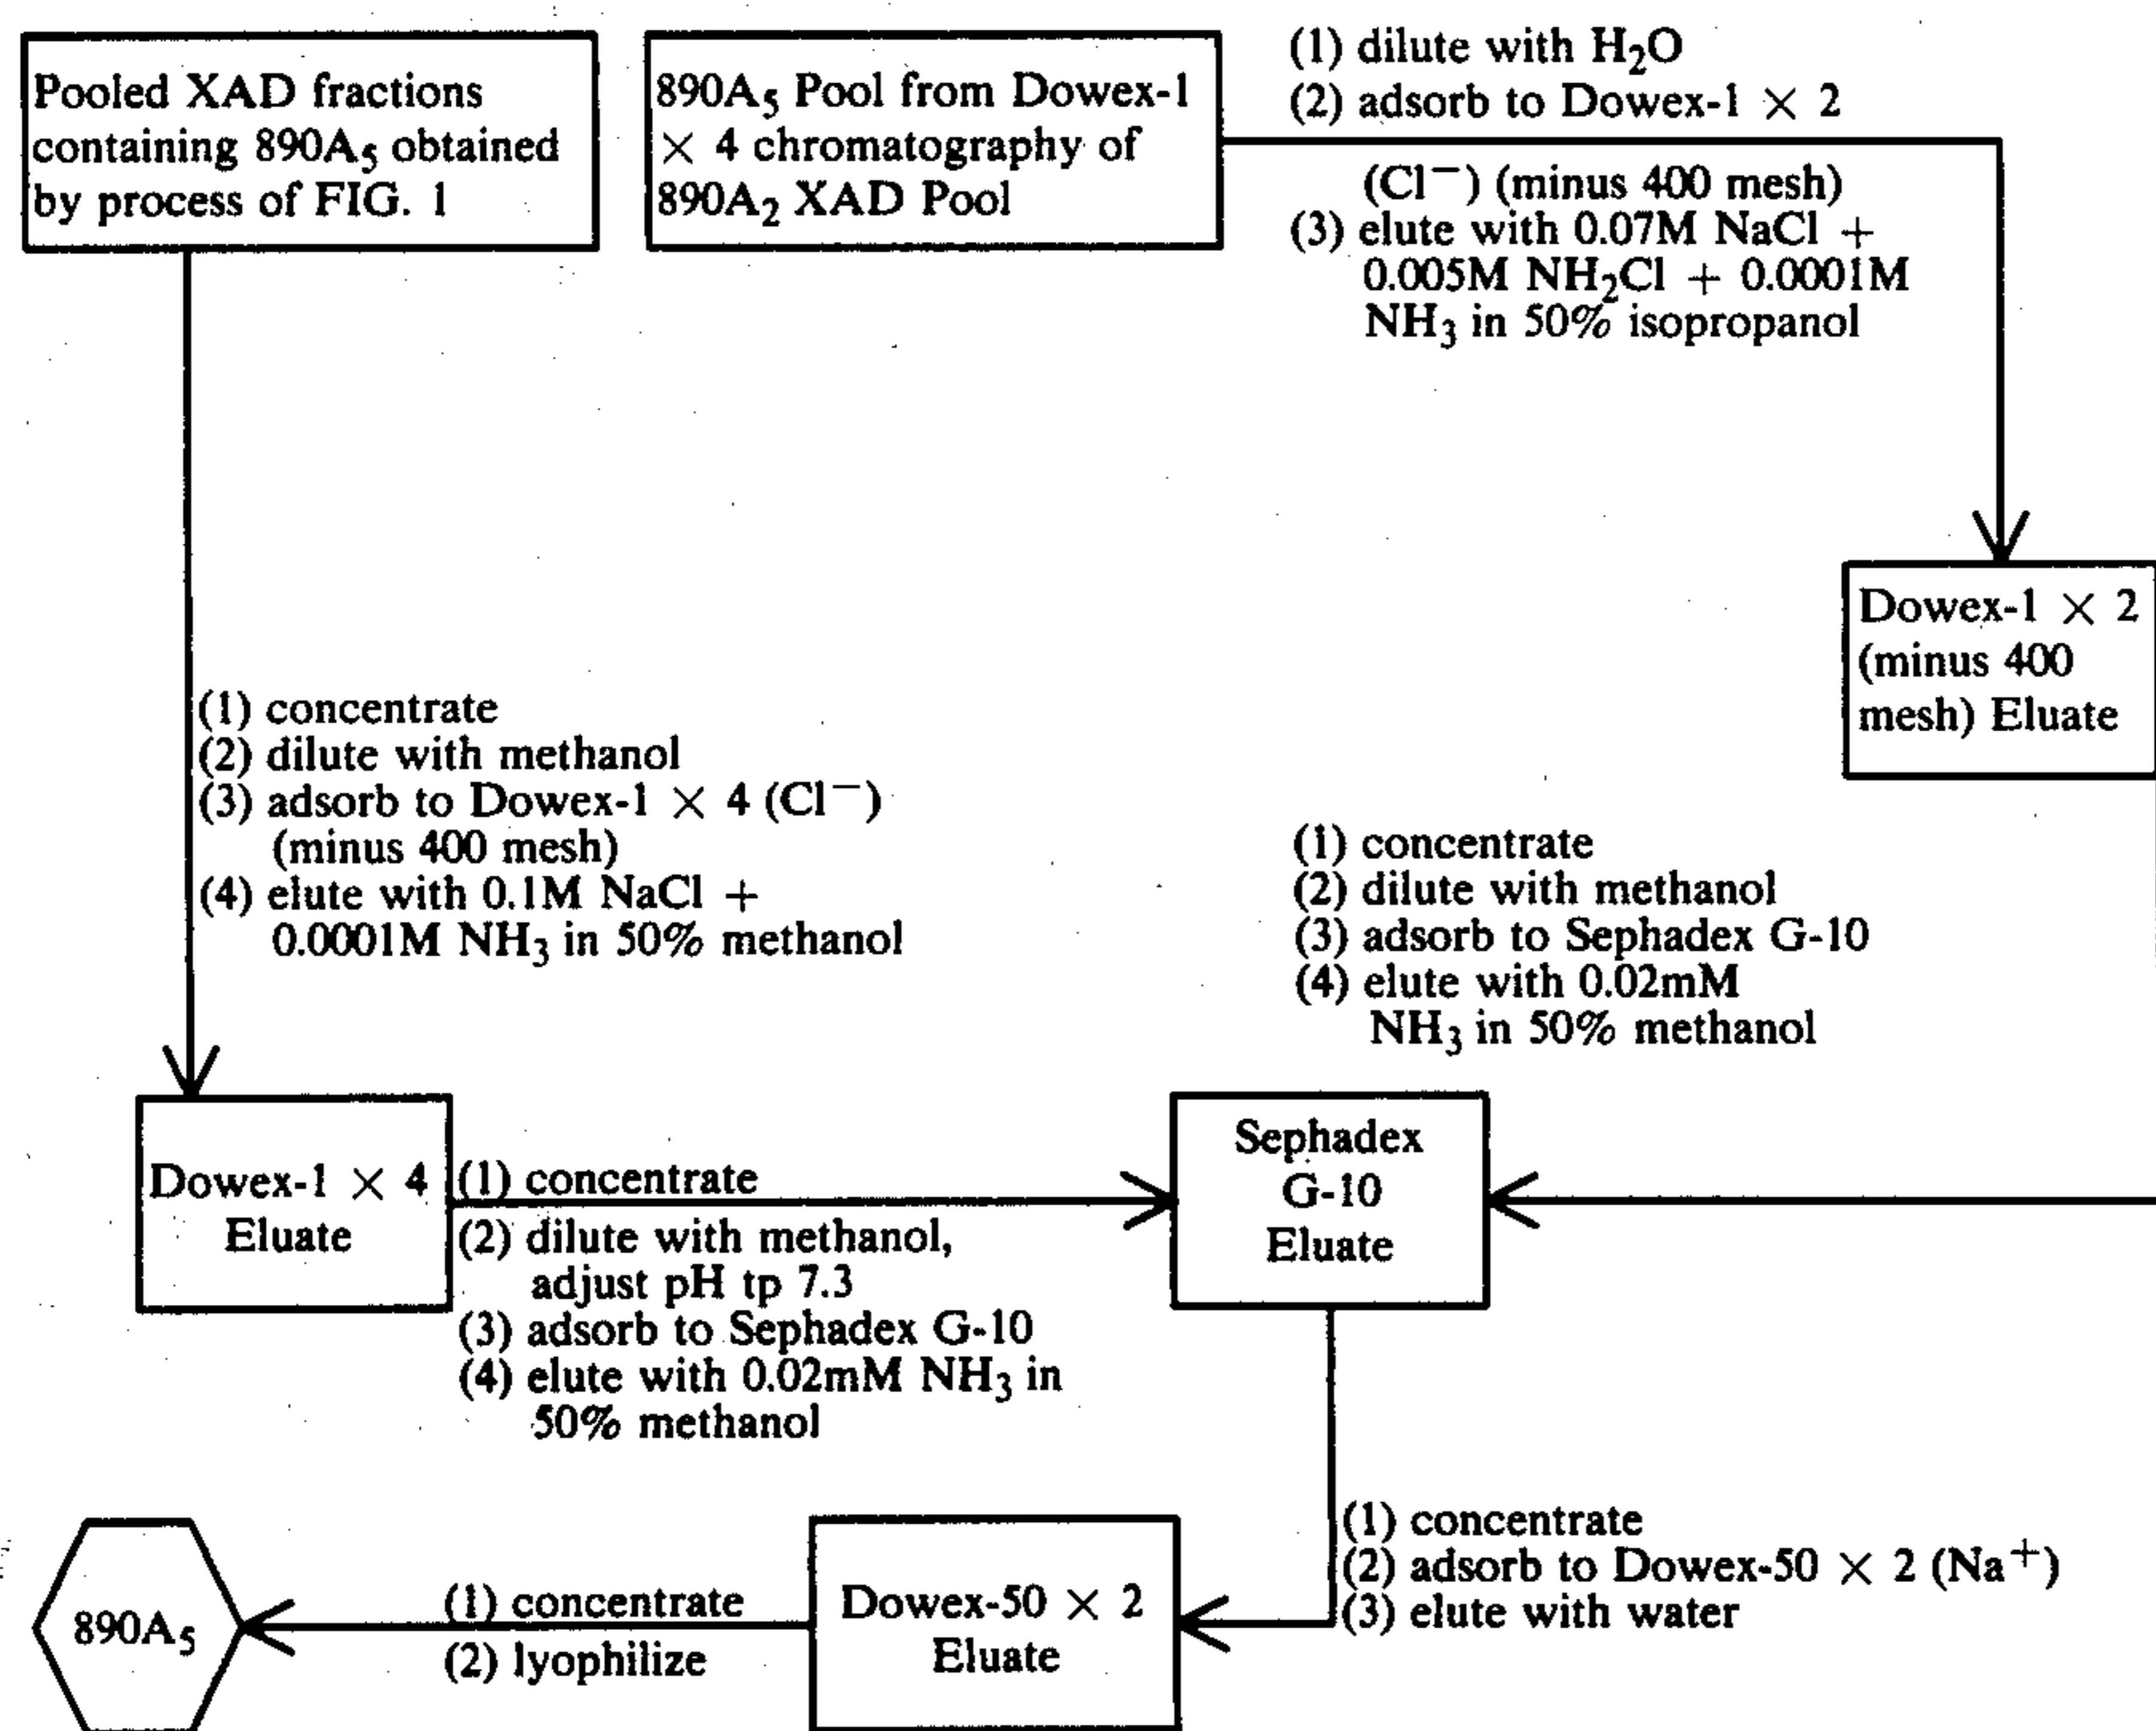 Pooled XAD fractions
containing 890A₅ obtained
by process of FIG. 1
890A₅ Pool from Dowex-1
× 4 chromatography of
890A₂ XAD Pool
(1) dilute with H₂O
(2) adsorb to Dowex-1 × 2
(Cl⁻) (minus 400 mesh)
(3) elute with 0.07M NaCl +
0.005M NH₂Cl + 0.0001M
NH₃ in 50% isopropanol
Dowex-1 × 2
(minus 400
mesh) Eluate
(1) concentrate
(2) dilute with methanol
(3) adsorb to Dowex-1 × 4 (Cl⁻)
(minus 400 mesh)
(4) elute with 0.1M NaCl +
0.0001M NH₃ in 50% methanol
(1) concentrate
(2) dilute with methanol
(3) adsorb to Sephadex G-10
(4) elute with 0.02mM
NH₃ in 50% methanol
Dowex-1 × 4
Eluate
(1) concentrate
(2) dilute with methanol,
adjust pH tp 7.3
(3) adsorb to Sephadex G-10
(4) elute with 0.02mM NH₃ in
50% methanol
Sephadex
G-10
Eluate
(1) concentrate
(2) adsorb to Dowex-50 × 2 (Na⁺)
(3) elute with water
Dowex-50 × 2
Eluate
(1) concentrate
(2) lyophilize
890A₅